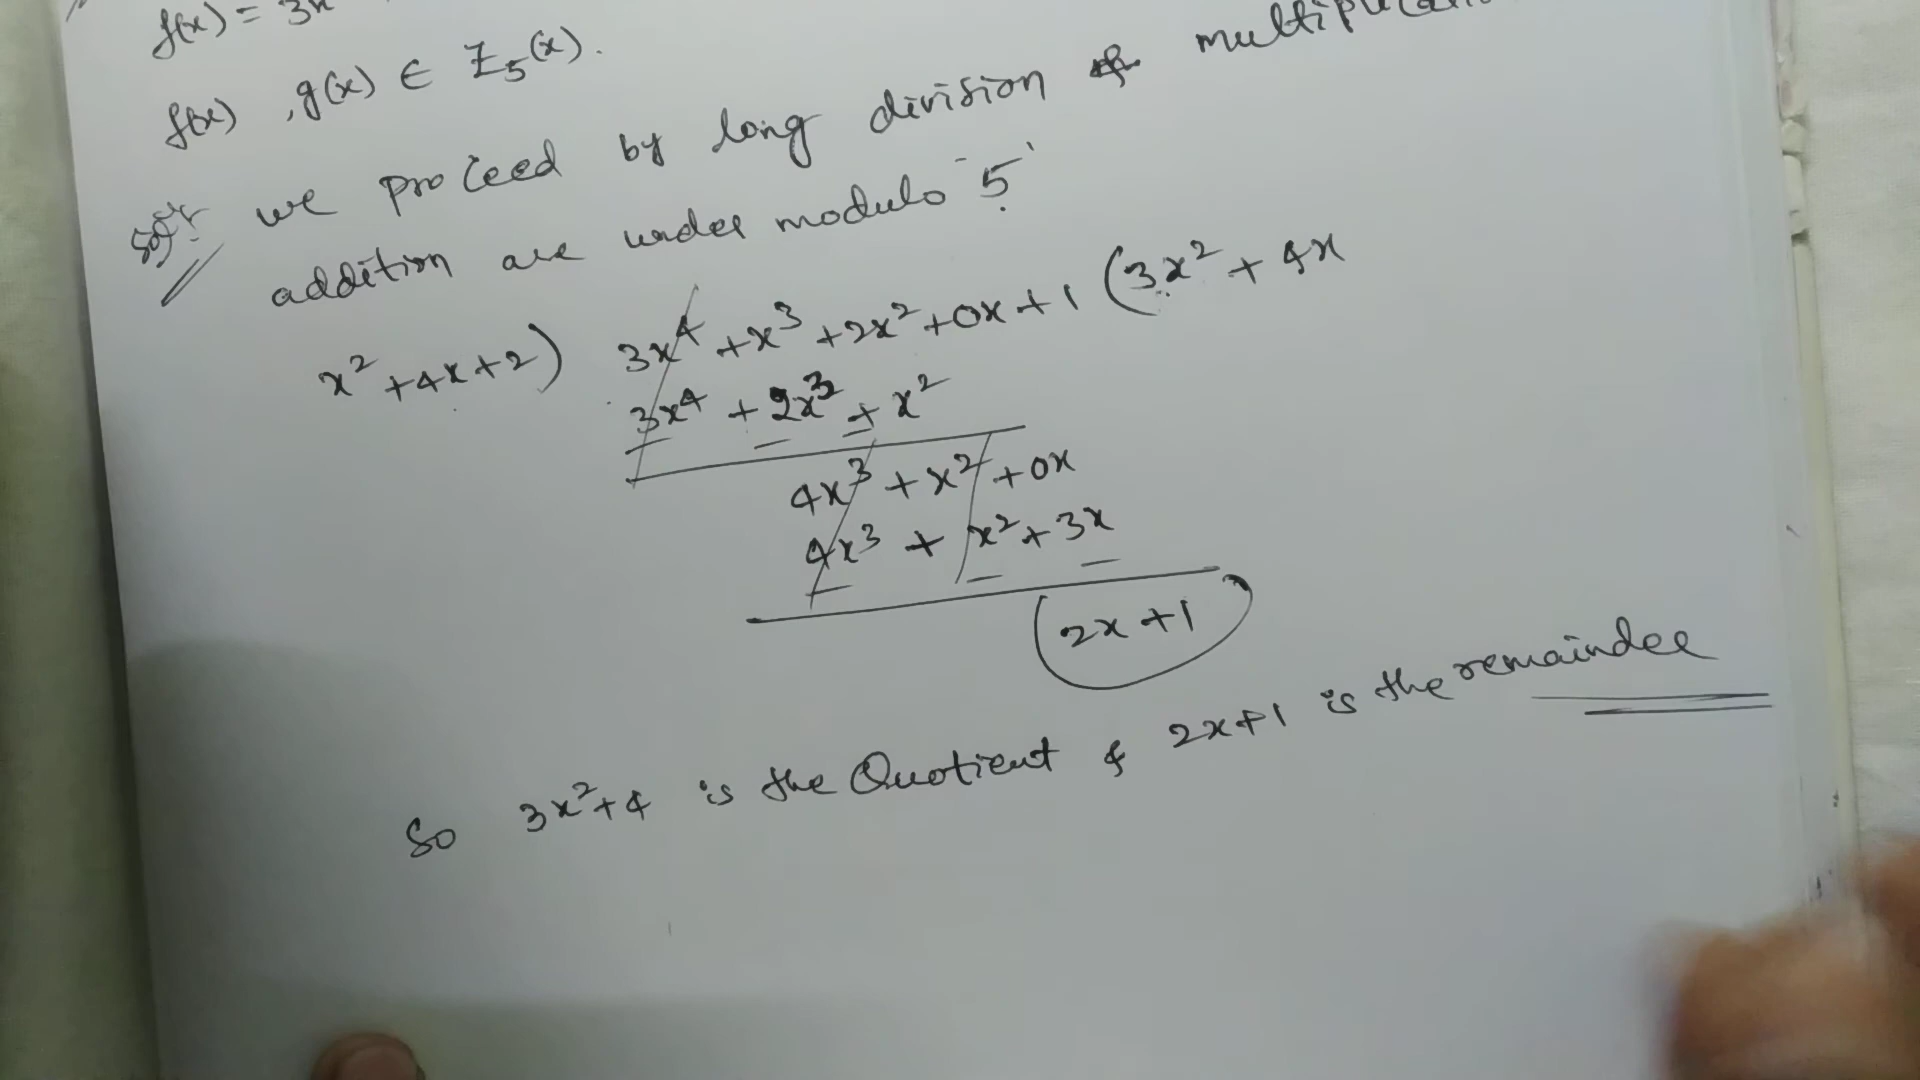 f(x) = 3x
f(x) , g(x) ∈ Z₅(x).
Solⁿ: we proceed by long division & multiplication
addition are under modulo '5'
x² + 4x + 2) 3x⁴ + x³ + 2x² + 0x + 1 (3x² + 4x
3x⁴ + 2x³ + x²
4x³ + x² + 0x
4x³ + x² + 3x
2x + 1
So 3x² + 4 is the Quotient & 2x+1 is the remainder